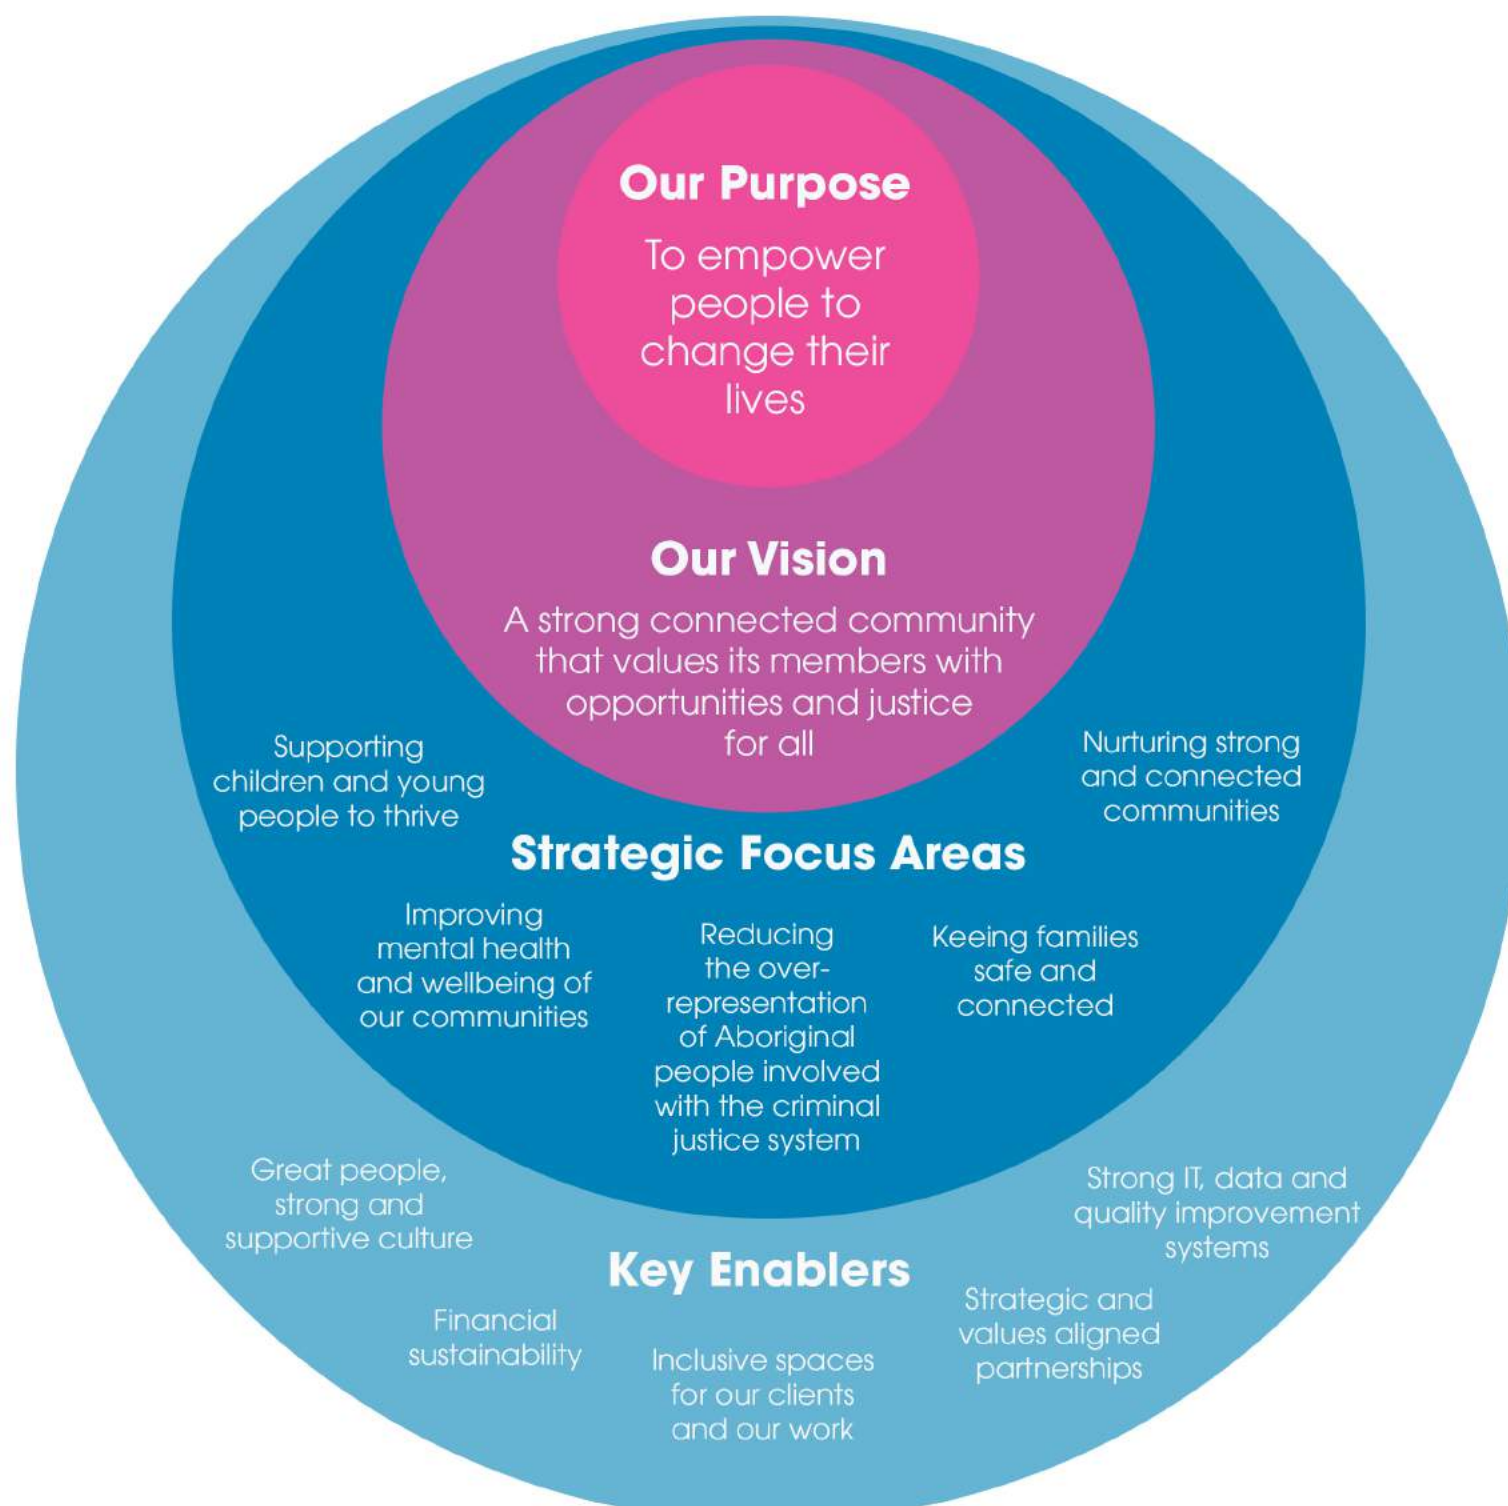 Our Purpose
To empower
people to
change their
lives
Our Vision
A strong connected community
that values its members with
opportunities and justice
for all
Supporting
children and young
people to thrive
Nurturing strong
and connected
communities
Strategic Focus Areas
Improving
mental health
and wellbeing of
our communities
Reducing
the over-
representation
of Aboriginal
people involved
with the criminal
justice system
Keeing families
safe and
connected
Great people,
strong and
supportive culture
Strong IT, data and
quality improvement
systems
Key Enablers
Financial
sustainability
Inclusive spaces
for our clients
and our work
Strategic and
values aligned
partnerships